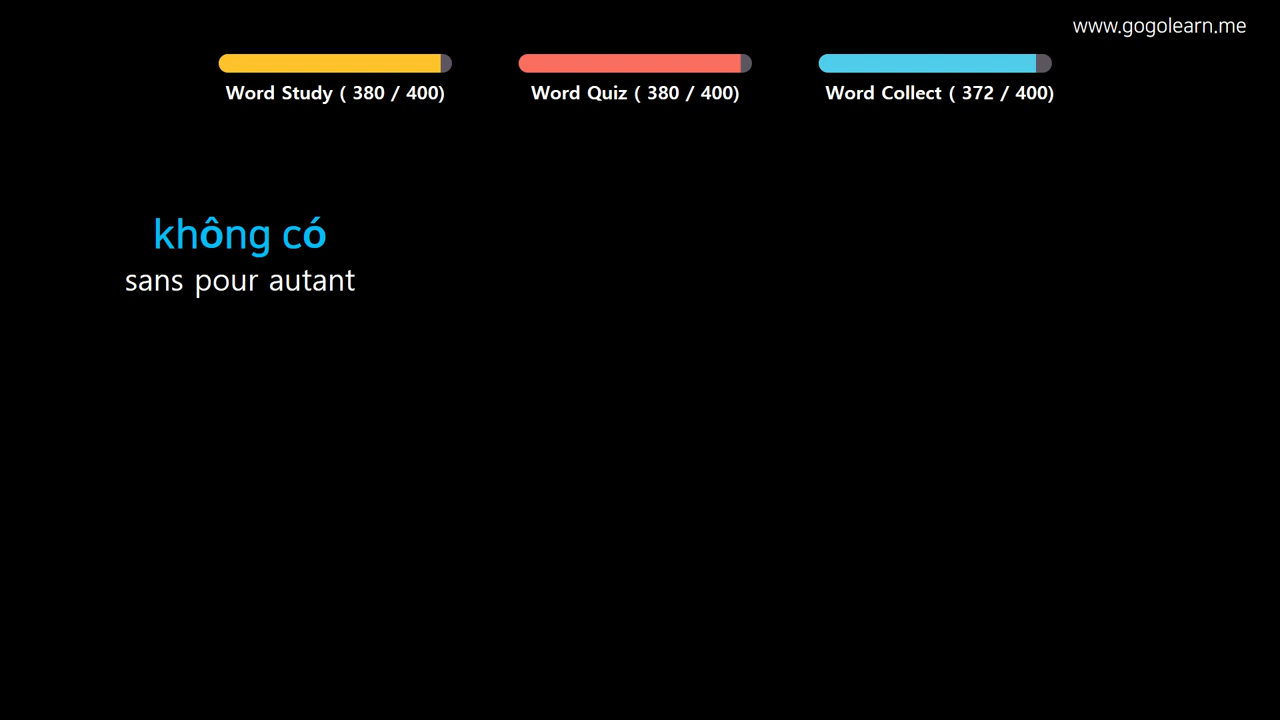 www.gogolearn.me
Word Study ( 380 / 400)
Word Quiz ( 380 / 400)
Word Collect ( 372 / 400)
không có
sans pour autant